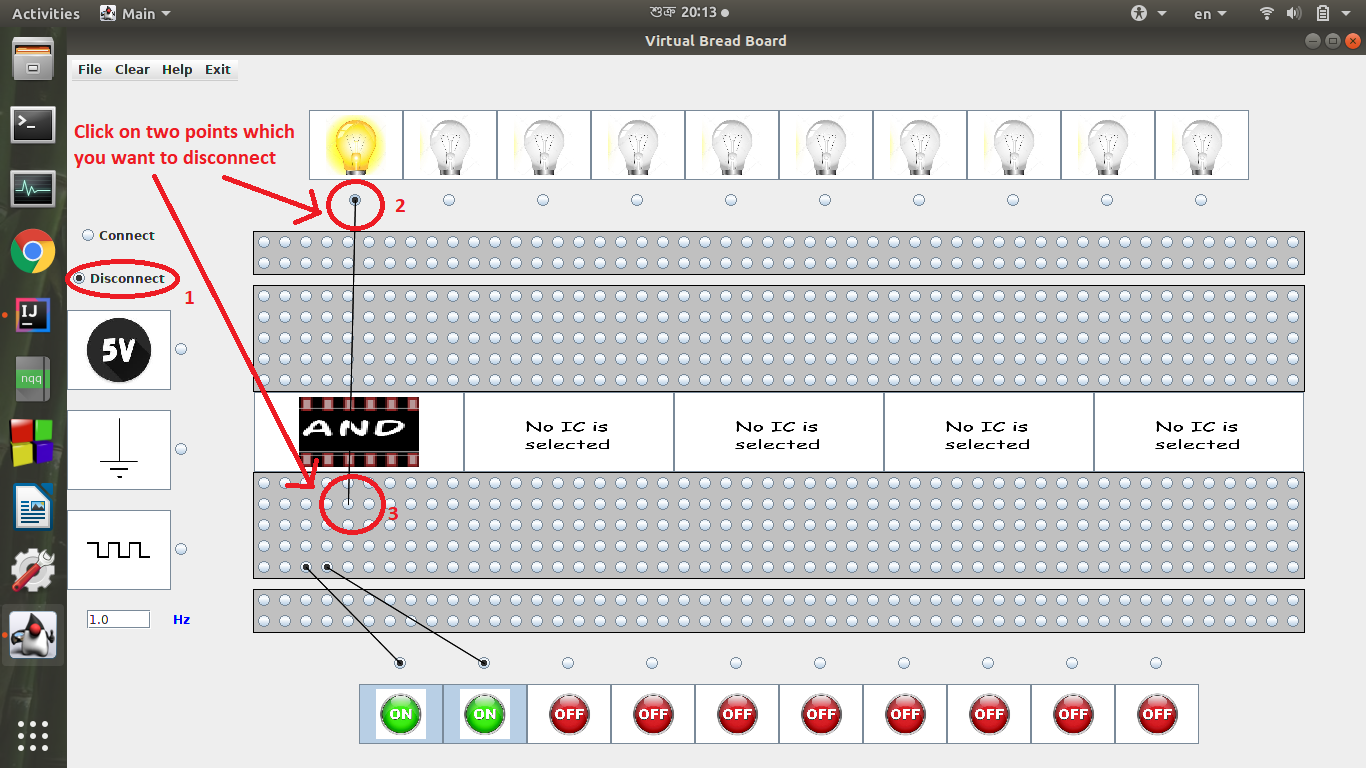 Activities
Main
শুক্র 20:13
en
Virtual Bread Board
File Clear Help Exit
Click on two points which
you want to disconnect
2
Connect
Disconnect
1
IJ
5V
nqq
AND
No IC is
selected
No IC is
selected
No IC is
selected
No IC is
selected
3
1.0 Hz
ON ON OFF OFF OFF OFF OFF OFF OFF OFF